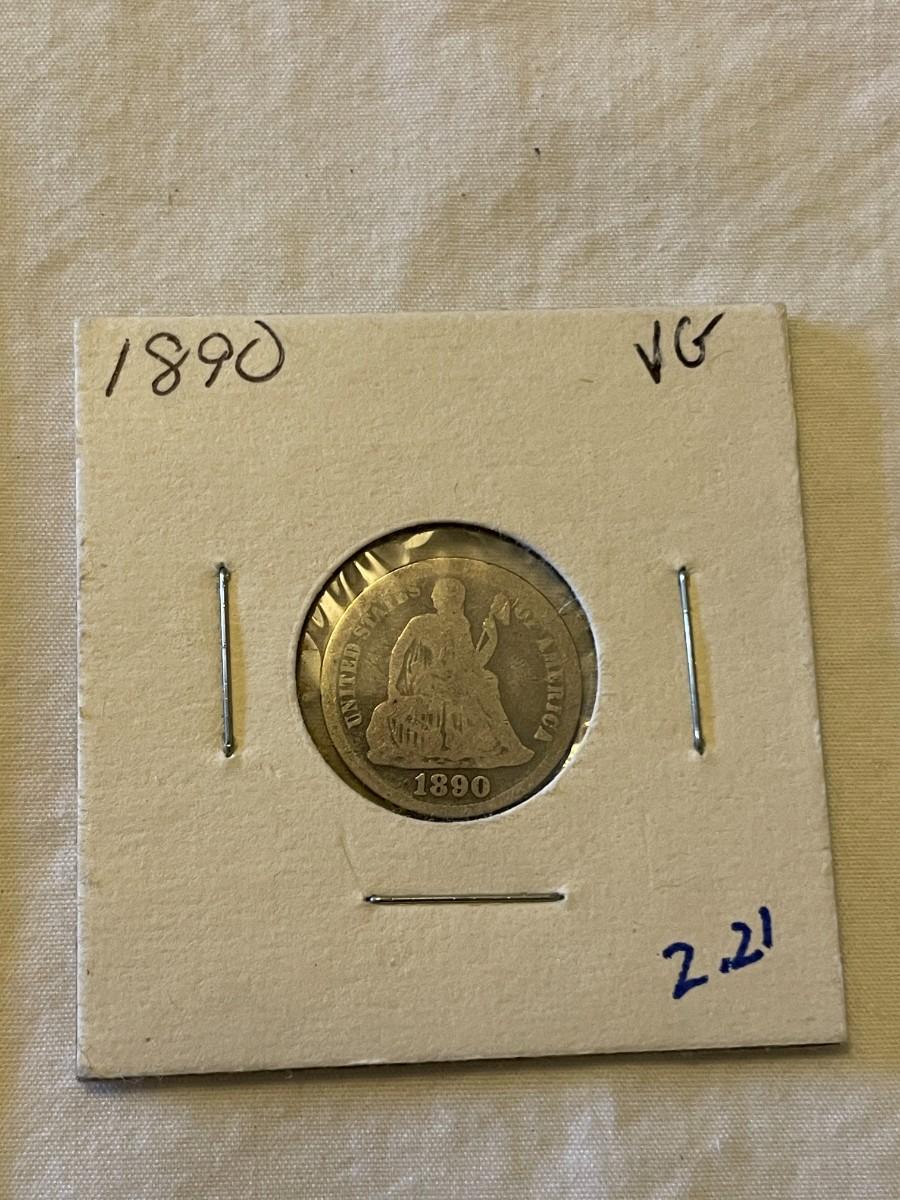 1890 VG
UNITED STATES OF AMERICA
1890
2.21